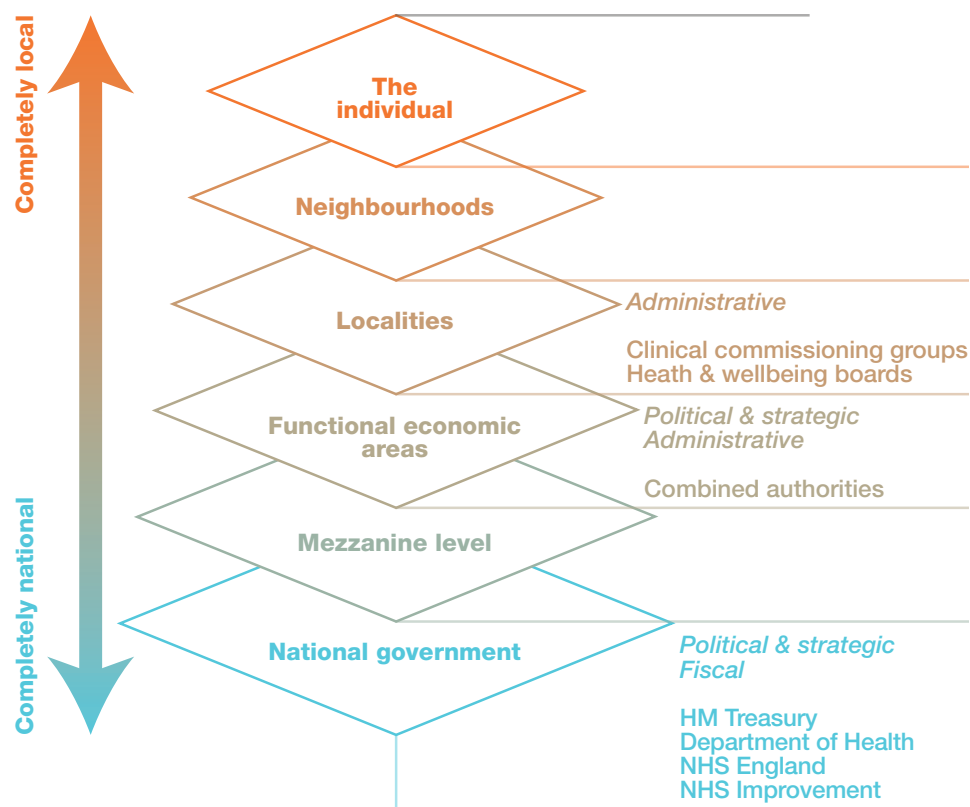 Completely local
The
individual
Neighbourhoods
Localities
Administrative
Clinical commissioning groups
Heath & wellbeing boards
Functional economic
areas
Political & strategic
Administrative
Combined authorities
Mezzanine level
Completely national
National government
Political & strategic
Fiscal
HM Treasury
Department of Health
NHS England
NHS Improvement